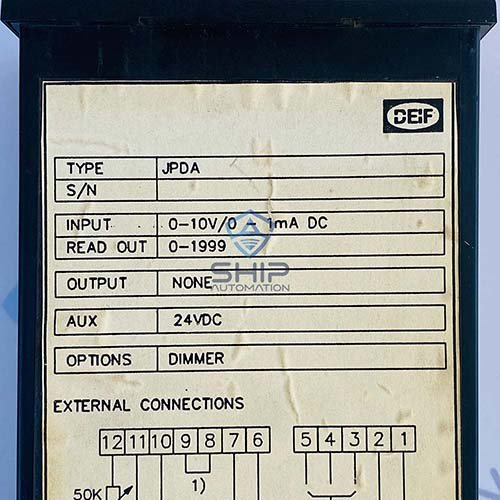 DEIF
TYPE JPDA
S/N
INPUT 0-10V/0 - 1mA DC
READ OUT 0-1999
SHIP
AUTOMATION
OUTPUT NONE
AUX 24VDC
OPTIONS DIMMER
EXTERNAL CONNECTIONS
12 11 10 9 8 7 6 5 4 3 2 1
1)
50K